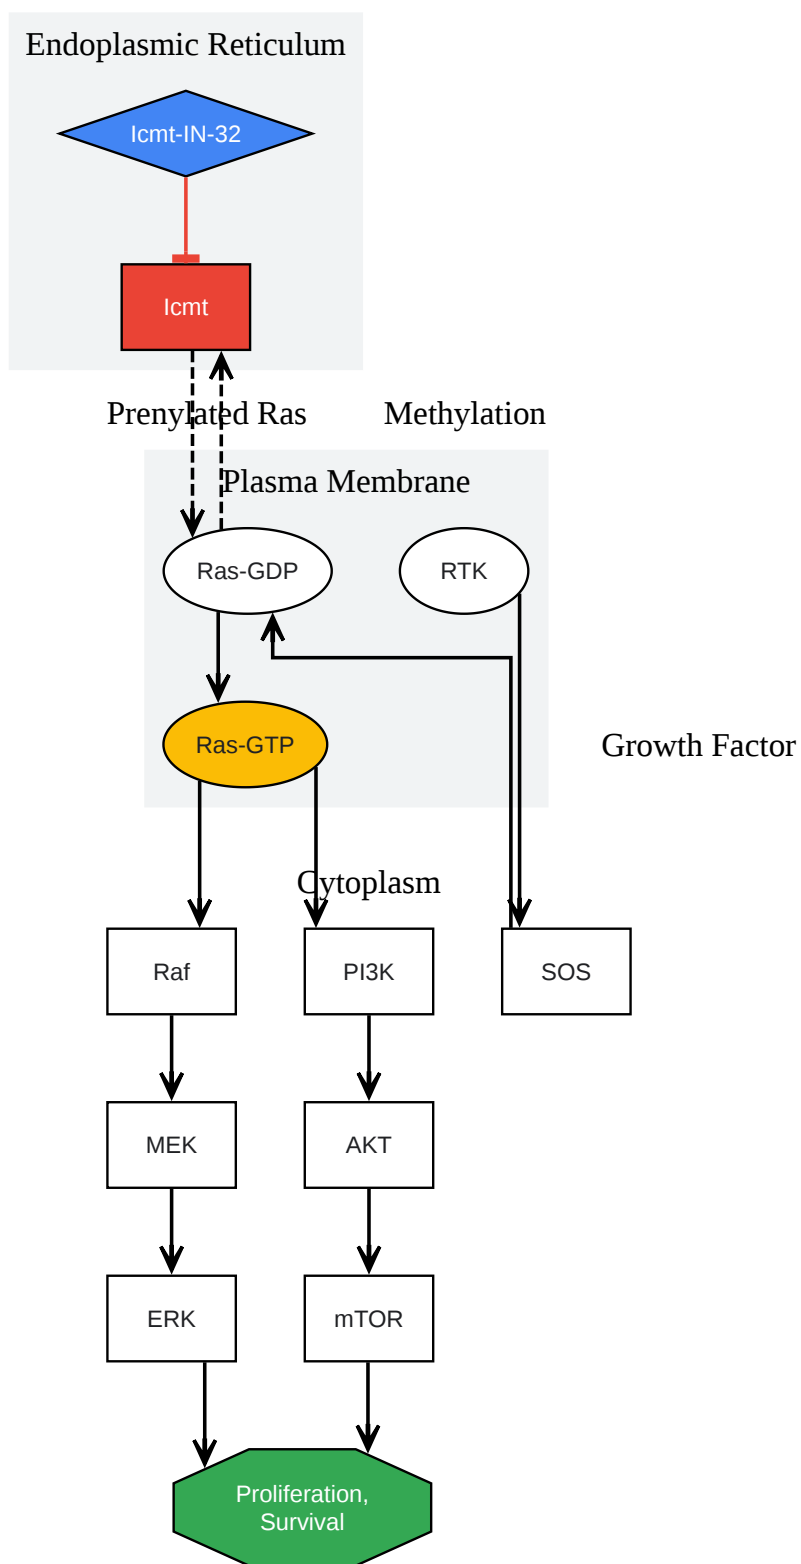 Endoplasmic Reticulum
Icmt-IN-32
Icmt
Prenylated Ras
Methylation
Plasma Membrane
Ras-GDP
RTK
Ras-GTP
Growth Factor
Cytoplasm
Raf
PI3K
SOS
MEK
AKT
ERK
mTOR
Proliferation,
Survival